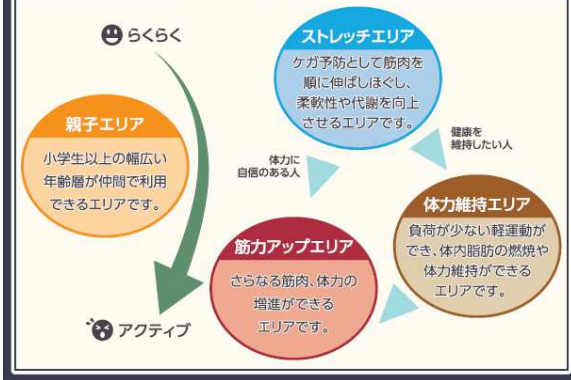 らくらく
ストレッチエリア
ケガ予防として筋肉を
順に伸ばしほぐし、
柔軟性や代謝を向上
させるエリアです。
親子エリア
小学生以上の幅広い
年齢層が仲間で利用
できるエリアです。
体力に
自信のある人
健康を
維持したい人
体力維持エリア
負荷が少ない軽運動が
でき、体内脂肪の燃焼や
体力維持ができる
エリアです。
筋力アップエリア
さらなる筋肉、体力の
増進ができる
エリアです。
アクティブ